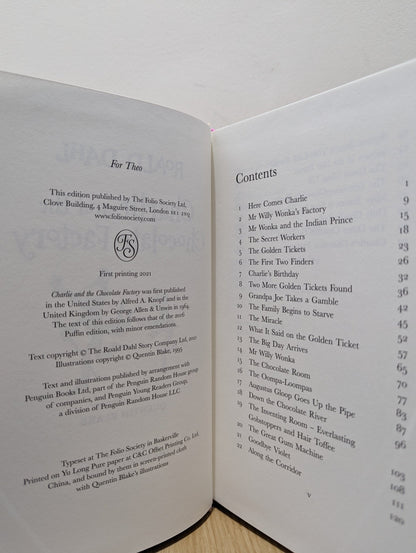 For Theo
This edition published by The Folio Society Ltd,
Clove Building, 4 Maguire Street, London SE1 2NQ
www.foliosociety.com
FS
First printing 2021
Charlie and the Chocolate Factory was first published
in the United States by Alfred A. Knopf and in the
United Kingdom by George Allen & Unwin in 1964.
The text of this edition follows that of the 2016
Puffin edition, with minor emendations.
Text copyright © The Roald Dahl Story Company Ltd,
Illustrations copyright © Quentin Blake, 1995
Text and illustrations published by arrangement with
Penguin Books Ltd, part of the Penguin Random House group
of companies, and Penguin Young Readers Group,
a division of Penguin Random House LLC
Typeset at The Folio Society in Baskerville
Printed on Yu Long Pure paper at C&C Offset Printing Co. Ltd,
China, and bound by them in screen-printed cloth
with Quentin Blake's illustrations
Contents
1 Here Comes Charlie 1
2 Mr Willy Wonka's Factory 9
3 Mr Wonka and the Indian Prince 15
4 The Secret Workers 18
5 The Golden Tickets 23
6 The First Two Finders 26
7 Charlie's Birthday 32
8 Two More Golden Tickets Found 36
9 Grandpa Joe Takes a Gamble 42
10 The Family Begins to Starve 45
11 The Miracle 52
12 What It Said on the Golden Ticket 57
13 The Big Day Arrives 65
14 Mr Willy Wonka 70
15 The Chocolate Room 77
16 The Oompa-Loompas 83
17 Augustus Gloop Goes Up the Pipe 87
18 Down the Chocolate River 96
19 The Inventing Room – Everlasting
Gobstoppers and Hair Toffee 103
20 The Great Gum Machine 108
21 Goodbye Violet 111
22 Along the Corridor 120
v